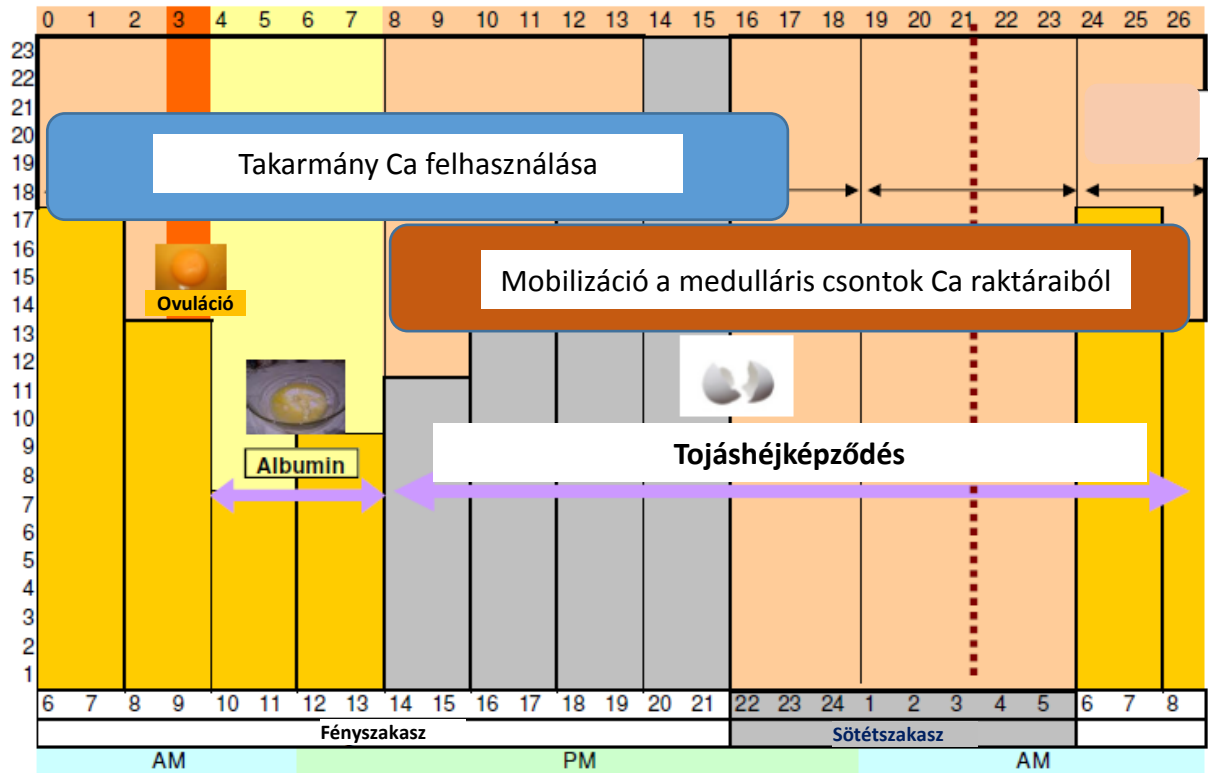 0 1 2 3 4 5 6 7 8 9 10 11 12 13 14 15 16 17 18 19 20 21 22 23 24 25 26
23
22
21
20
19
18
17
16
15
14
13
12
11
10
9
8
7
6
5
4
3
2
1
Takarmány Ca felhasználása
Mobilizáció a medulláris csontok Ca raktáraiból
Ovuláció
Albumin
Tojáshéjképződés
6 7 8 9 10 11 12 13 14 15 16 17 18 19 20 21 22 23 24 1 2 3 4 5 6 7 8
Fényszakasz Sötétszakasz
AM PM AM